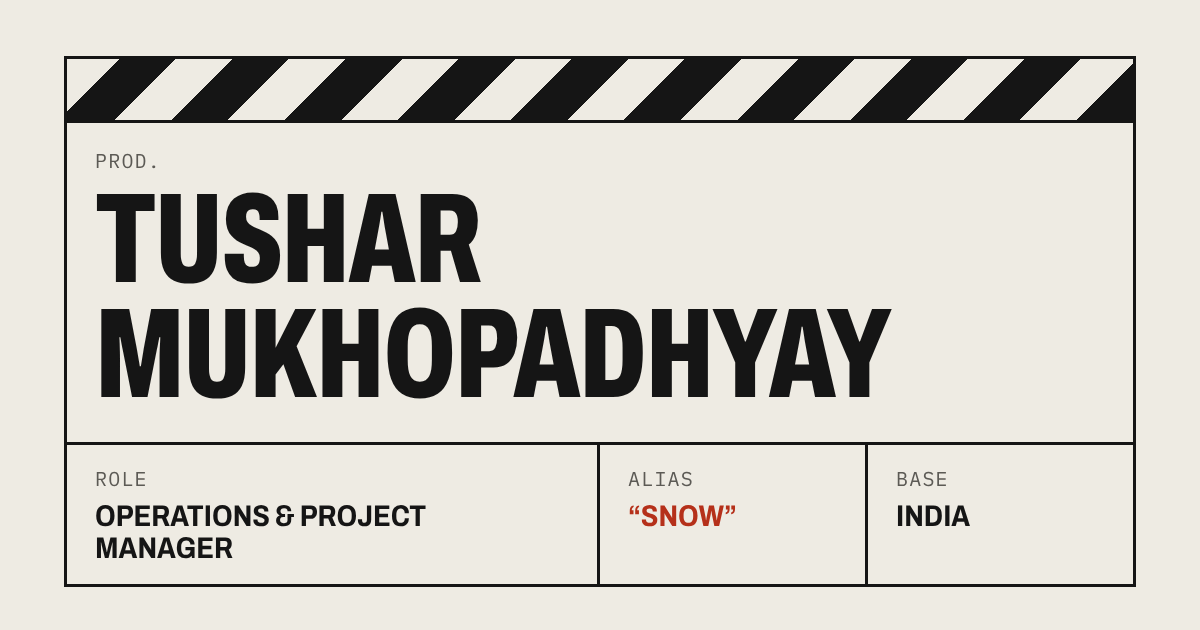 PROD.
TUSHAR
MUKHOPADHYAY
ROLE
OPERATIONS & PROJECT
MANAGER
ALIAS
“SNOW”
BASE
INDIA